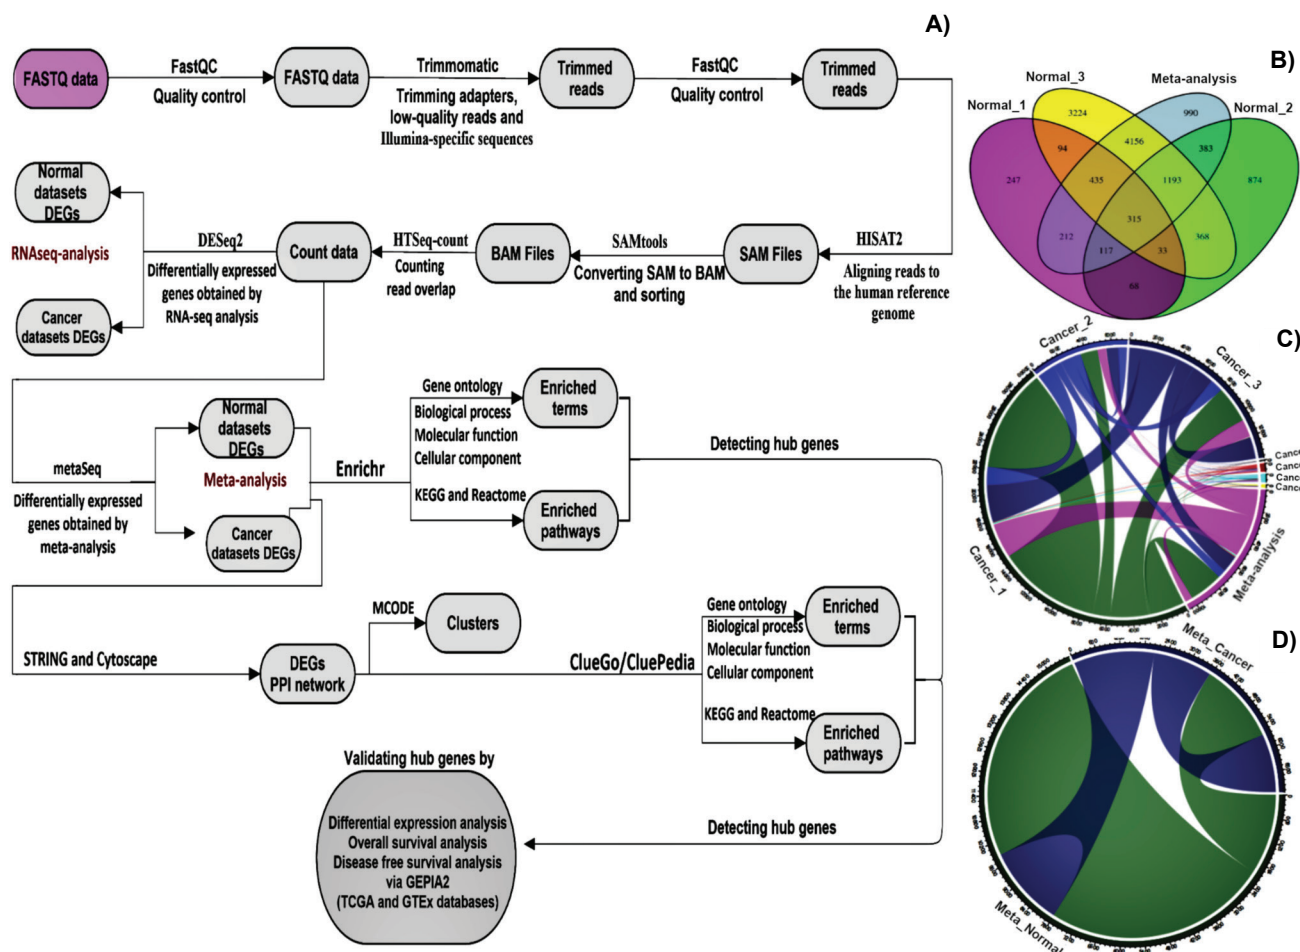 A)
FASTQ data
FastQC
Quality control
FASTQ data
Trimmomatic
Trimming adapters,
low-quality reads and
Illumina-specific sequences
Trimmed
reads
FastQC
Quality control
Trimmed
reads
Normal
datasets
DEGs
RNAseq-analysis
Cancer
datasets DEGs
DESeq2
Differentially expressed
genes obtained by
RNA-seq analysis
Count data
HTSeq-count
Counting
read overlap
BAM Files
SAMtools
Converting SAM to BAM
and sorting
SAM Files
HISAT2
Aligning reads to
the human reference
genome
metaSeq
Differentially expressed
genes obtained by
meta-analysis
Normal
datasets
DEGs
Meta-analysis
Cancer
datasets DEGs
Enrichr
Gene ontology
Biological process
Molecular function
Cellular component
KEGG and Reactome
Enriched
terms
Enriched
pathways
Detecting hub genes
STRING and Cytoscape
DEGs
PPI network
MCODE
Clusters
ClueGo/CluePedia
Gene ontology
Biological process
Molecular function
Cellular component
KEGG and Reactome
Enriched
terms
Enriched
pathways
Detecting hub genes
Validating hub genes by
Differential expression analysis
Overall survival analysis
Disease free survival analysis
via GEPIA2
(TCGA and GTEx databases)
B)
Normal_1
Normal_3
Meta-analysis
Normal_2
3224
990
94
4156
383
247
435
1193
874
315
212
117
33
368
68
C)
Cancer_2
Cancer_3
Cance
Cance
Cance
Cance
Meta-analysis
Cancer_1
D)
Meta_Cancer
Meta_Normal